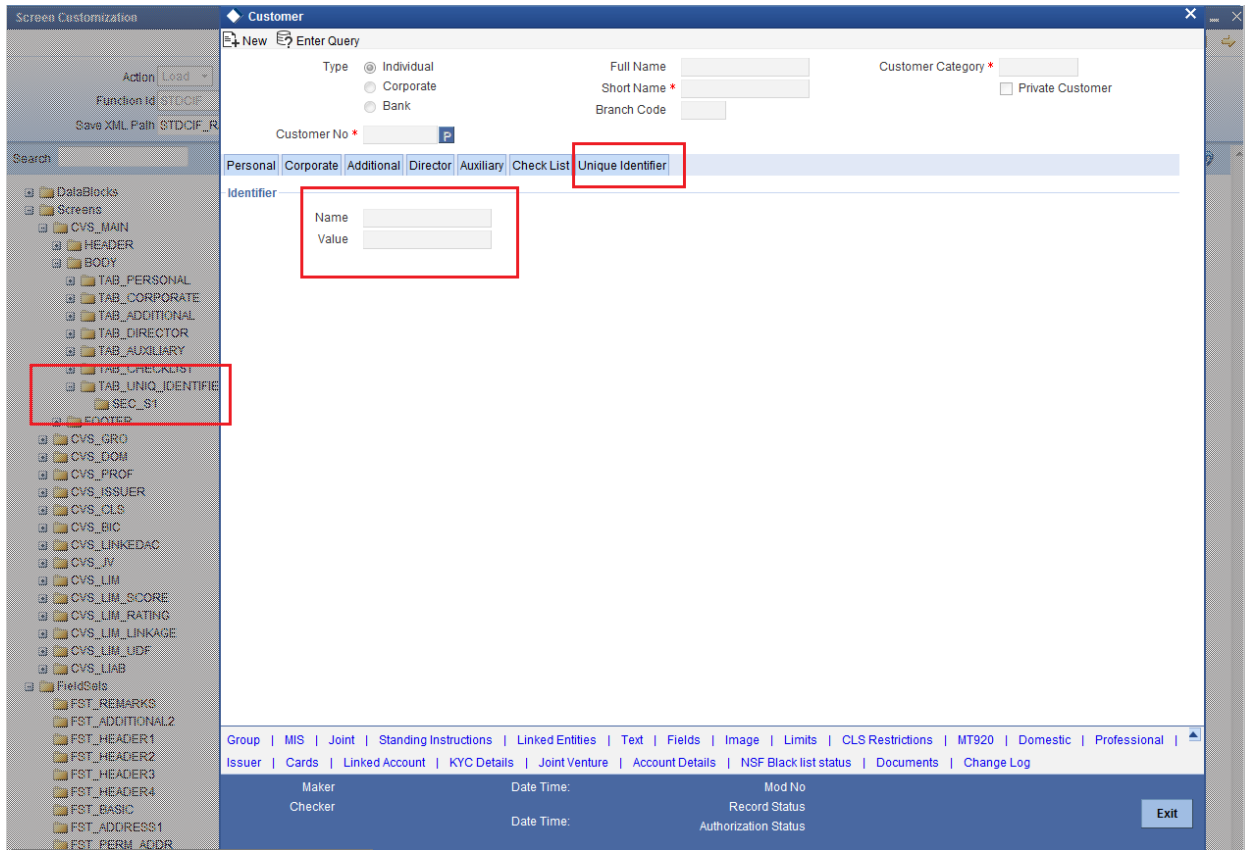 Screen Customization
Customer
New Enter Query
Type Individual Full Name Customer Category *
Corporate Short Name * Private Customer
Bank Branch Code
Customer No * P
Action Load
Function Id STDCIF
Save XML Path STDCIF_R
Search
Personal Corporate Additional Director Auxiliary Check List Unique Identifier
Identifier
Name
Value
DataBlocks
Screens
CVS_MAIN
HEADER
BODY
TAB_PERSONAL
TAB_CORPORATE
TAB_ADDITIONAL
TAB_DIRECTOR
TAB_AUXILIARY
TAB_CHECKLIST
TAB_UNIQ_IDENTIFIE
SEC_S1
FOOTER
CVS_GRO
CVS_DOM
CVS_PROF
CVS_ISSUER
CVS_CLS
CVS_BIC
CVS_LINKEDAC
CVS_JV
CVS_LIM
CVS_LIM_SCORE
CVS_LIM_RATING
CVS_LIM_LINKAGE
CVS_LIM_UDF
CVS_LIAB
FieldSets
FST_REMARKS
FST_ADDITIONAL2
FST_HEADER1
FST_HEADER2
FST_HEADER3
FST_HEADER4
FST_BASIC
FST_ADDRESS1
FST_PERM_ADDR
Group | MIS | Joint | Standing Instructions | Linked Entities | Text | Fields | Image | Limits | CLS Restrictions | MT920 | Domestic | Professional |
Issuer | Cards | Linked Account | KYC Details | Joint Venture | Account Details | NSF Black list status | Documents | Change Log
Maker Date Time: Mod No
Checker Record Status
Date Time: Authorization Status
Exit